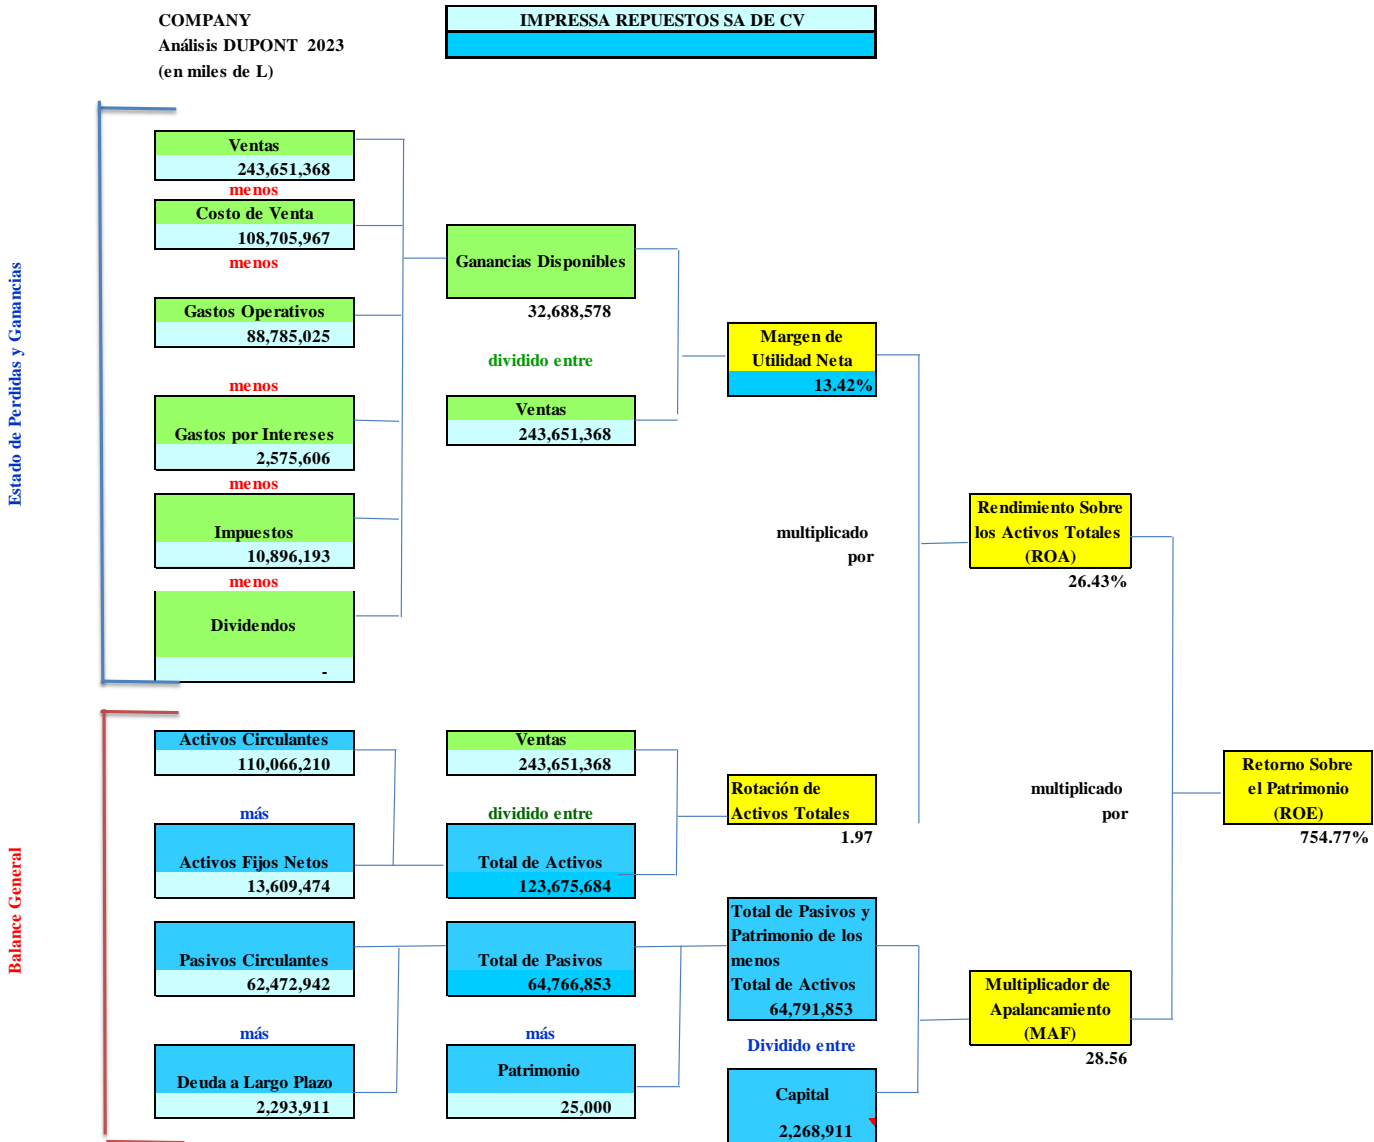 COMPANY
IMPRESSA REPUESTOS SA DE CV
Análisis DUPONT 2023
(en miles de L)
Estado de Perdidas y Ganancias
Ventas
243,651,368
menos
Costo de Venta
108,705,967
menos
Gastos Operativos
88,785,025
menos
Gastos por Intereses
2,575,606
menos
Impuestos
10,896,193
menos
Dividendos
-
Ganancias Disponibles
32,688,578
dividido entre
Ventas
243,651,368
Margen de
Utilidad Neta
13.42%
multiplicado
por
Rendimiento Sobre
los Activos Totales
(ROA)
26.43%
Balance General
Activos Circulantes
110,066,210
más
Activos Fijos Netos
13,609,474
Ventas
243,651,368
dividido entre
Total de Activos
123,675,684
Rotación de
Activos Totales
1.97
multiplicado
por
Retorno Sobre
el Patrimonio
(ROE)
754.77%
Pasivos Circulantes
62,472,942
más
Deuda a Largo Plazo
2,293,911
Total de Pasivos
64,766,853
más
Patrimonio
25,000
Total de Pasivos y
Patrimonio de los
menos
Total de Activos
64,791,853
Dividido entre
Capital
2,268,911
Multiplicador de
Apalancamiento
(MAF)
28.56